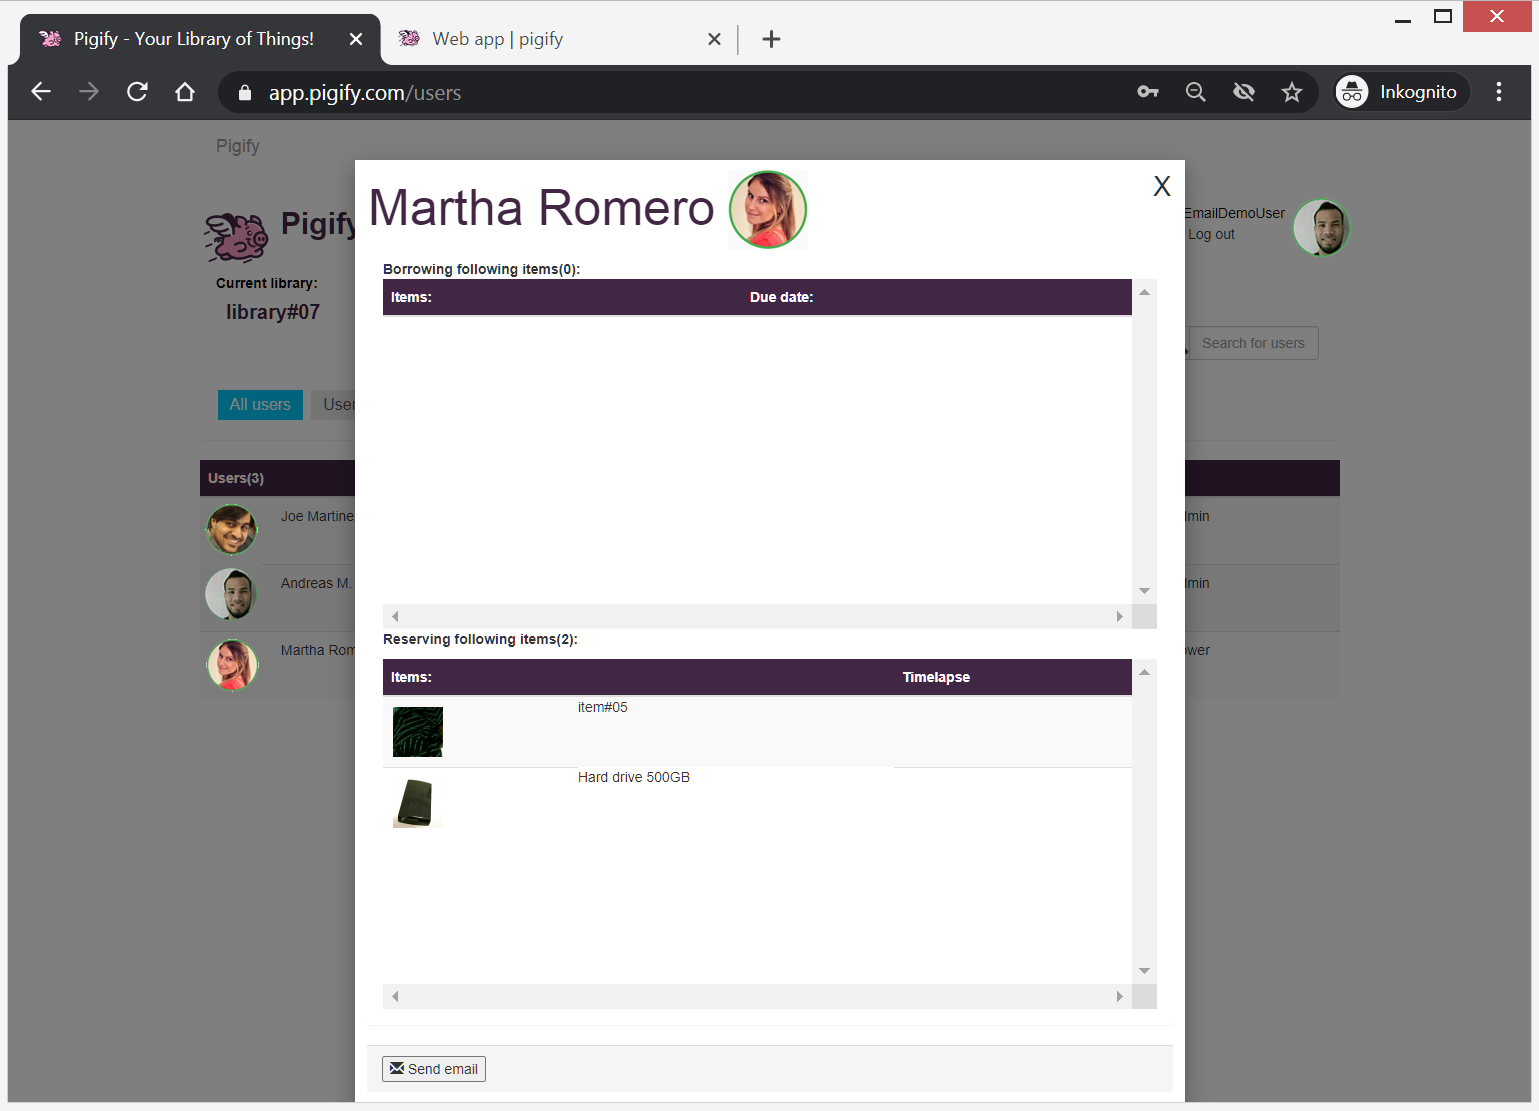 Pigify - Your Library of Things!
Web app | pigify
app.pigify.com/users
Inkognito
Pigify
Martha Romero
X
Pigify
EmailDemoUser
Log out
Current library:
library#07
Borrowing following items(0):
Items:
Due date:
Search for users
All users
User
Users(3)
Joe Martine
lmin
Andreas M.
lmin
Martha Rom
ower
Reserving following items(2):
Items:
Timelapse
item#05
Hard drive 500GB
Send email